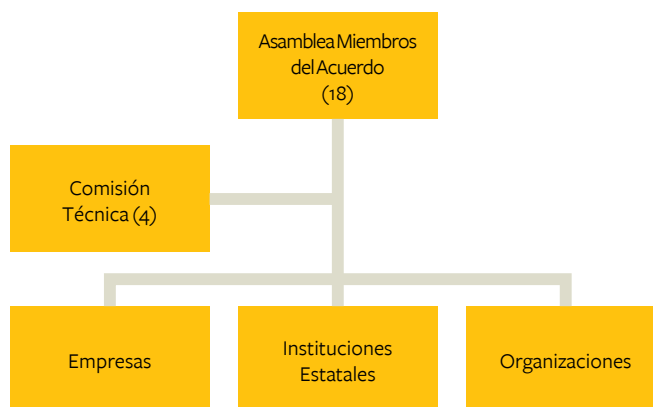 Asamblea Miembros
del Acuerdo
(18)
Comisión
Técnica (4)
Empresas
Instituciones
Estatales
Organizaciones